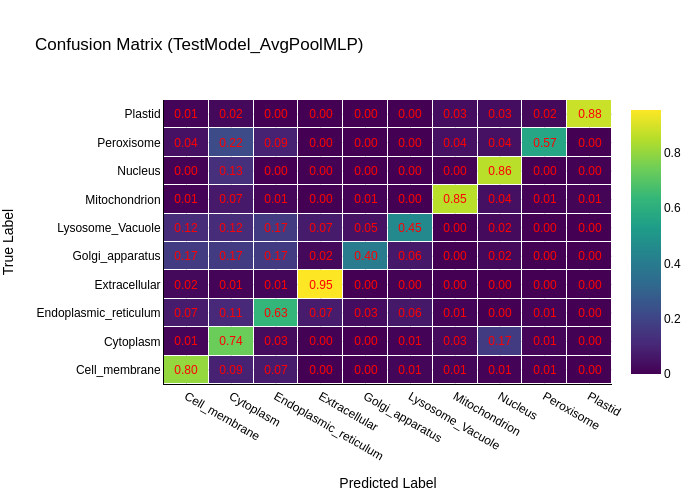 Confusion Matrix (TestModel_AvgPoolMLP)
Plastid 0.01 0.02 0.00 0.00 0.00 0.00 0.03 0.03 0.02 0.88
Peroxisome 0.04 0.22 0.09 0.00 0.00 0.00 0.04 0.04 0.57 0.00
Nucleus 0.00 0.13 0.00 0.00 0.00 0.00 0.00 0.86 0.00 0.00
Mitochondrion 0.01 0.07 0.01 0.00 0.01 0.00 0.85 0.04 0.01 0.01
Lysosome_Vacuole 0.12 0.12 0.17 0.07 0.05 0.45 0.00 0.02 0.00 0.00
Golgi_apparatus 0.17 0.17 0.17 0.02 0.40 0.06 0.00 0.02 0.00 0.00
Extracellular 0.02 0.01 0.01 0.95 0.00 0.00 0.00 0.00 0.00 0.00
Endoplasmic_reticulum 0.07 0.11 0.63 0.07 0.03 0.06 0.01 0.00 0.01 0.00
Cytoplasm 0.01 0.74 0.03 0.00 0.00 0.01 0.03 0.17 0.01 0.00
Cell_membrane 0.80 0.09 0.07 0.00 0.00 0.01 0.01 0.01 0.01 0.00
Cell_membrane
Cytoplasm
Endoplasmic_reticulum
Extracellular
Golgi_apparatus
Lysosome_Vacuole
Mitochondrion
Nucleus
Peroxisome
Plastid
Predicted Label
True Label
0.8
0.6
0.4
0.2
0